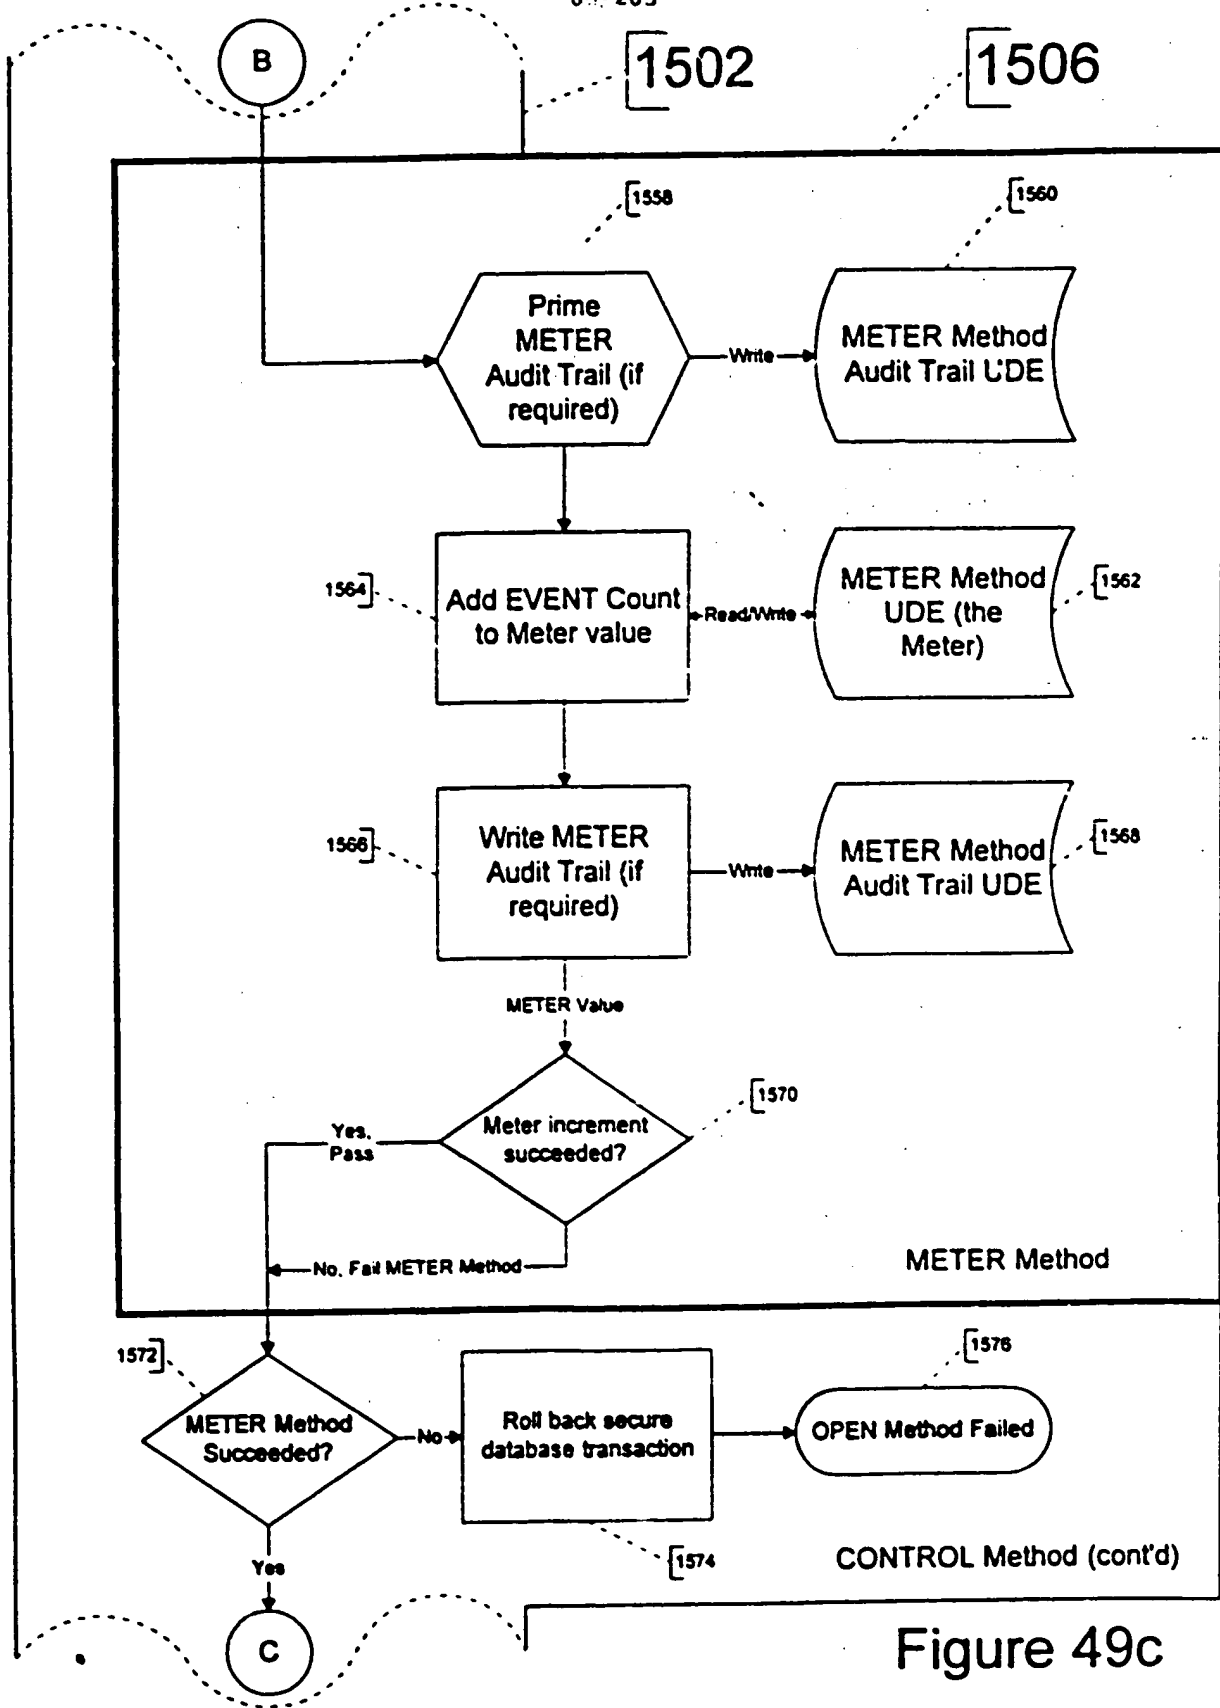 B
1502
1506
1558
1560
Prime
METER
Audit Trail (if
required)
Write
METER Method
Audit Trail UDE
1564
Add EVENT Count
to Meter value
Read/Write
METER Method
UDE (the
Meter)
1562
1566
Write METER
Audit Trail (if
required)
Write
METER Method
Audit Trail UDE
1568
METER Value
Meter increment
succeeded?
1570
Yes,
Pass
No, Fail METER Method
METER Method
1572
METER Method
Succeeded?
No
Roll back secure
database transaction
1574
OPEN Method Failed
1576
Yes
CONTROL Method (cont'd)
C
Figure 49c